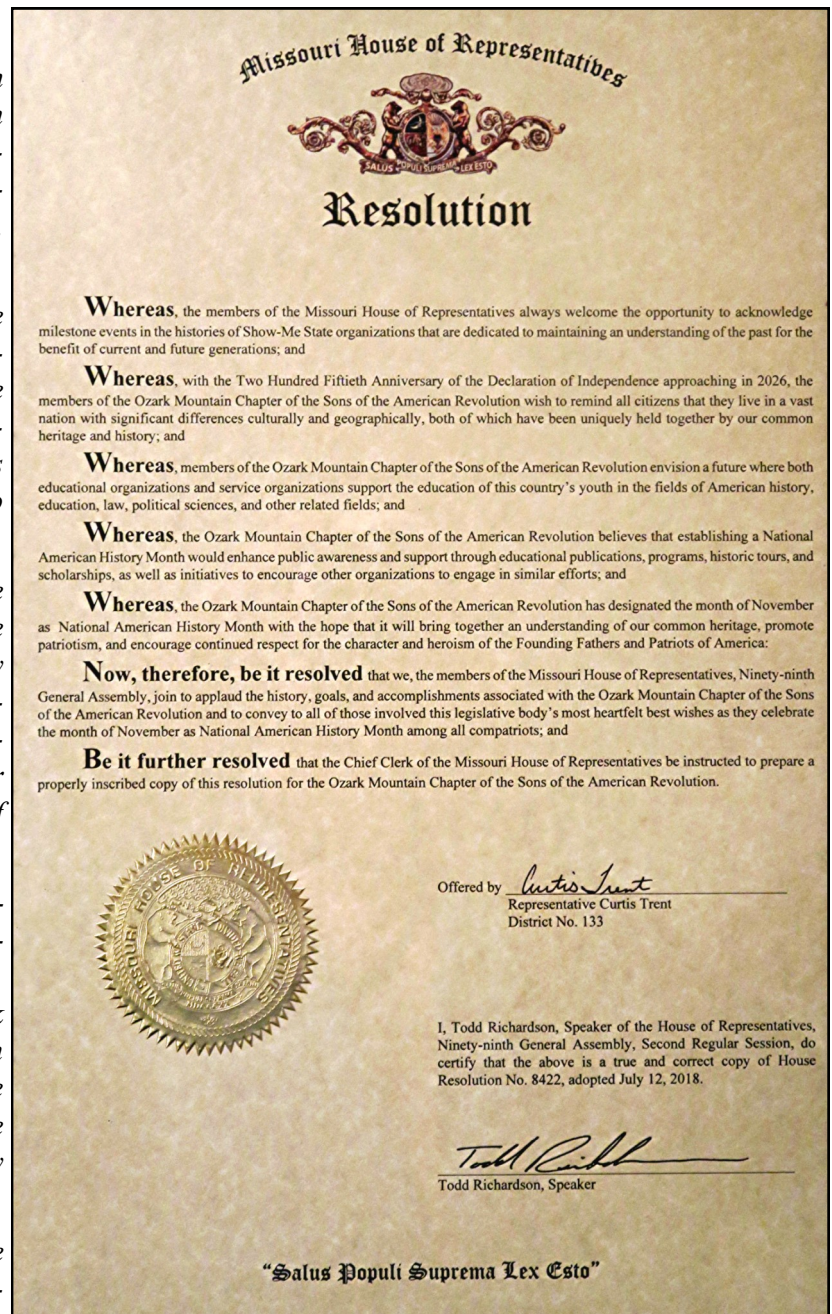 Missouri House of Representatives
SALUS POPULI SUPREMA LEX ESTO
Resolution
Whereas, the members of the Missouri House of Representatives always welcome the opportunity to acknowledge
milestone events in the histories of Show-Me State organizations that are dedicated to maintaining an understanding of the past for the
benefit of current and future generations; and
Whereas, with the Two Hundred Fiftieth Anniversary of the Declaration of Independence approaching in 2026, the
members of the Ozark Mountain Chapter of the Sons of the American Revolution wish to remind all citizens that they live in a vast
nation with significant differences culturally and geographically, both of which have been uniquely held together by our common
heritage and history; and
Whereas, members of the Ozark Mountain Chapter of the Sons of the American Revolution envision a future where both
educational organizations and service organizations support the education of this country's youth in the fields of American history,
education, law, political sciences, and other related fields; and
Whereas, the Ozark Mountain Chapter of the Sons of the American Revolution believes that establishing a National
American History Month would enhance public awareness and support through educational publications, programs, historic tours, and
scholarships, as well as initiatives to encourage other organizations to engage in similar efforts; and
Whereas, the Ozark Mountain Chapter of the Sons of the American Revolution has designated the month of November
as National American History Month with the hope that it will bring together an understanding of our common heritage, promote
patriotism, and encourage continued respect for the character and heroism of the Founding Fathers and Patriots of America:
Now, therefore, be it resolved that we, the members of the Missouri House of Representatives, Ninety-ninth
General Assembly, join to applaud the history, goals, and accomplishments associated with the Ozark Mountain Chapter of the Sons
of the American Revolution and to convey to all of those involved this legislative body's most heartfelt best wishes as they celebrate
the month of November as National American History Month among all compatriots; and
Be it further resolved that the Chief Clerk of the Missouri House of Representatives be instructed to prepare a
properly inscribed copy of this resolution for the Ozark Mountain Chapter of the Sons of the American Revolution.
MISSOURI HOUSE OF REPRESENTATIVES
Offered by Curtis Trent
Representative Curtis Trent
District No. 133
I, Todd Richardson, Speaker of the House of Representatives,
Ninety-ninth General Assembly, Second Regular Session, do
certify that the above is a true and correct copy of House
Resolution No. 8422, adopted July 12, 2018.
Todd Richardson, Speaker
"Salus Populi Suprema Lex Esto"